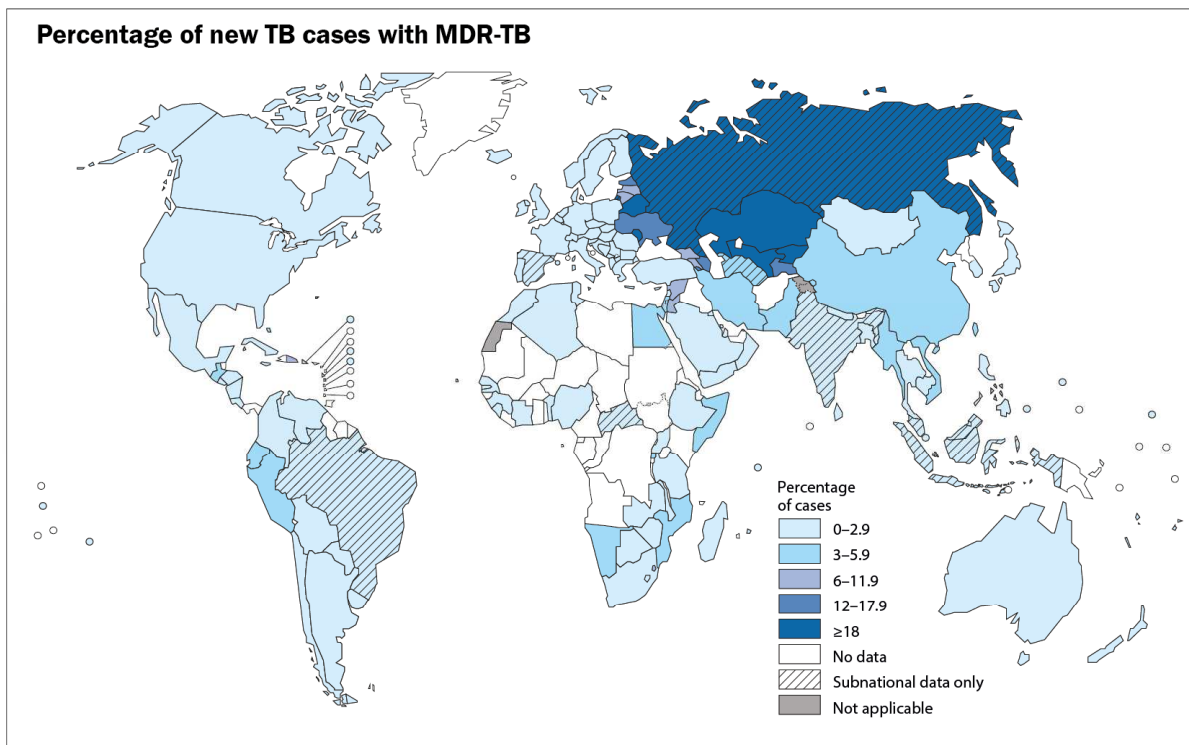 Percentage of new TB cases with MDR-TB
Percentage
of cases
0–2.9
3–5.9
6–11.9
12–17.9
≥18
No data
Subnational data only
Not applicable